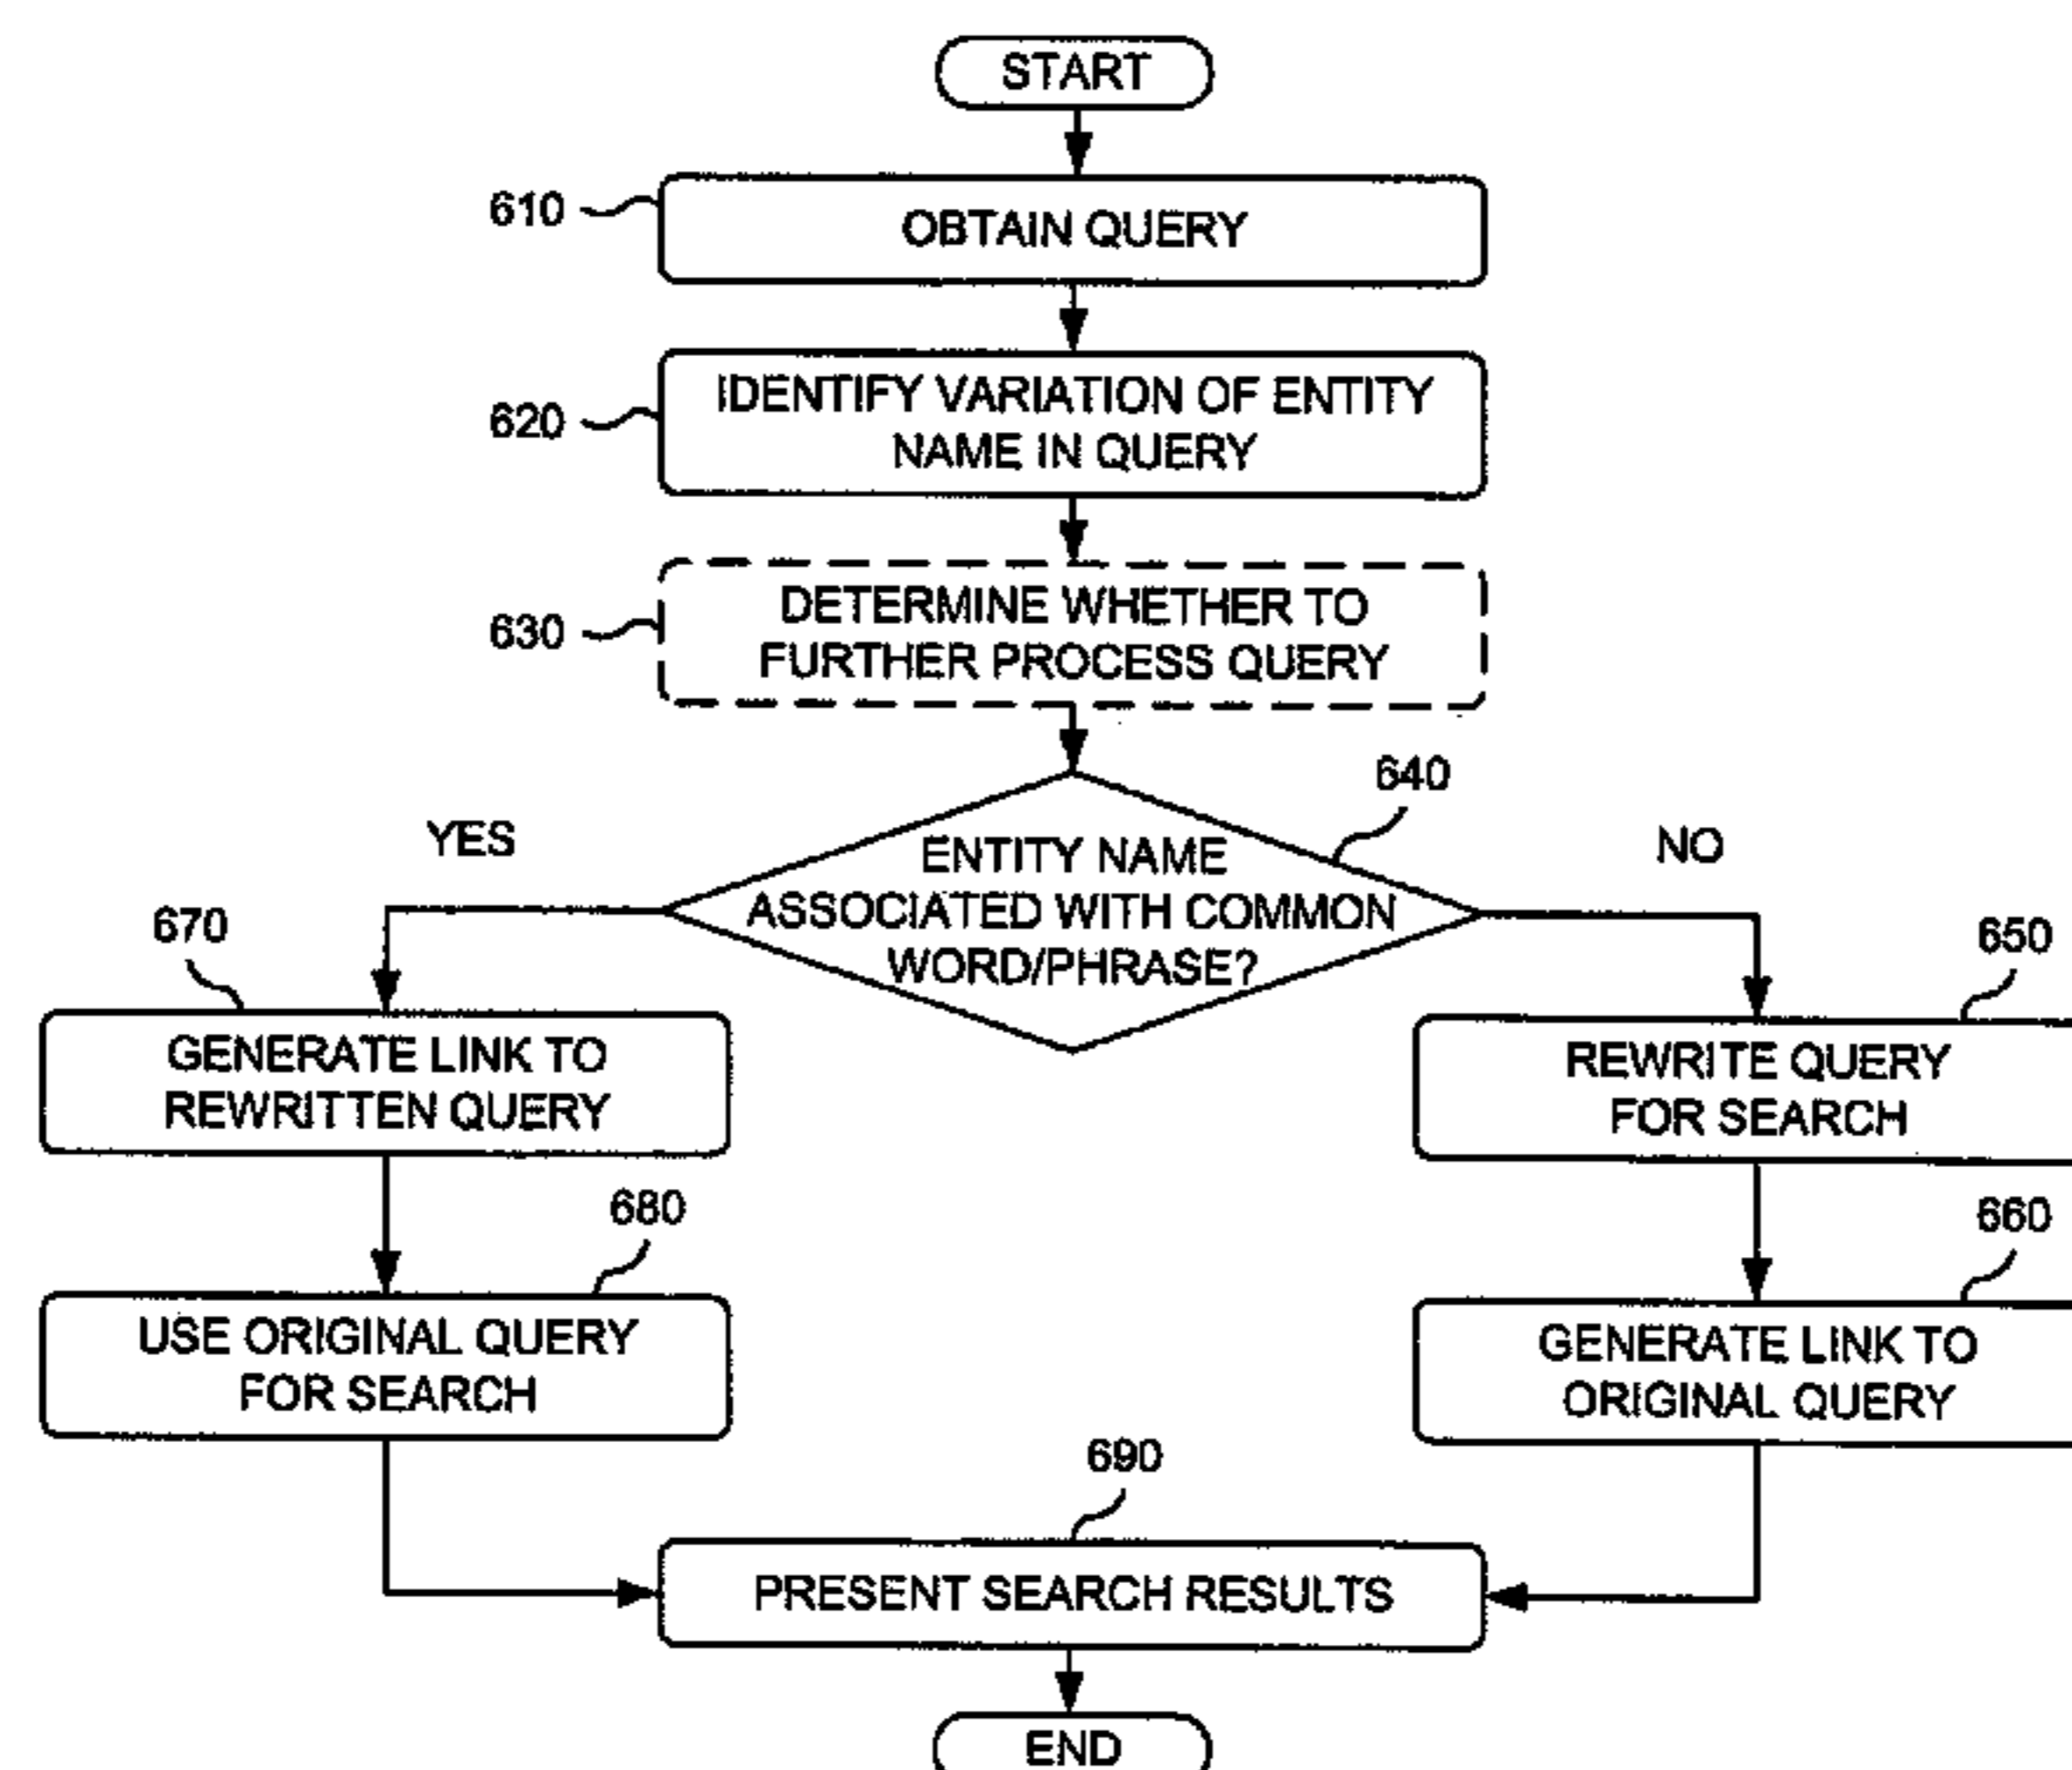 START
610
OBTAIN QUERY
620
IDENTIFY VARIATION OF ENTITY
NAME IN QUERY
630
DETERMINE WHETHER TO
FURTHER PROCESS QUERY
640
YES
ENTITY NAME
ASSOCIATED WITH COMMON
WORD/PHRASE?
NO
670
GENERATE LINK TO
REWRITTEN QUERY
650
REWRITE QUERY
FOR SEARCH
680
USE ORIGINAL QUERY
FOR SEARCH
660
GENERATE LINK TO
ORIGINAL QUERY
690
PRESENT SEARCH RESULTS
END